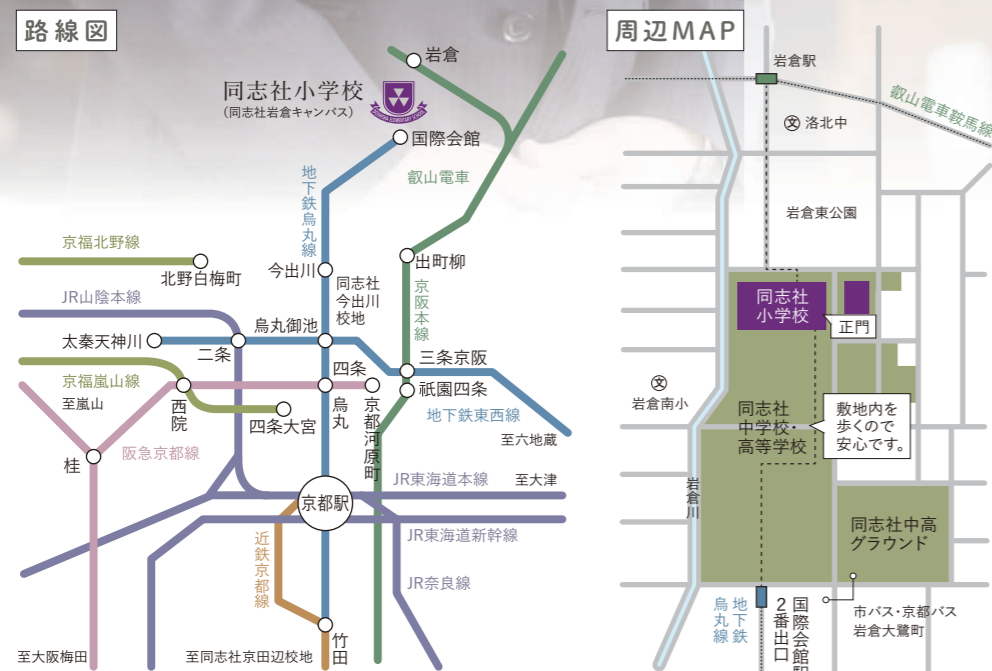 路線図
岩倉
同志社小学校
(同志社岩倉キャンパス)
国際会館
地下鉄烏丸線
叡山電車
京福北野線
北野白梅町
今出川
出町柳
同志社
今出川
校地
京阪本線
JR山陰本線
烏丸御池
太秦天神川
二条
三条京阪
京福嵐山線
四条
祇園四条
至嵐山
西院
四条大宮
烏丸
京都河原町
地下鉄東西線
至六地蔵
阪急京都線
桂
JR東海道本線
至大津
京都駅
JR東海道新幹線
近鉄京都線
JR奈良線
竹田
至大阪梅田
至同志社京田辺校地
周辺MAP
岩倉駅
叡山電車鞍馬線
文 洛北中
岩倉東公園
同志社
小学校
正門
文
岩倉南小
同志社
中学校・
高等学校
敷地内を
歩くので
安心です。
岩倉川
同志社中高
グラウンド
地下鉄
烏丸線
国際会館駅
2番出口
市バス・京都バス
岩倉大鷺町